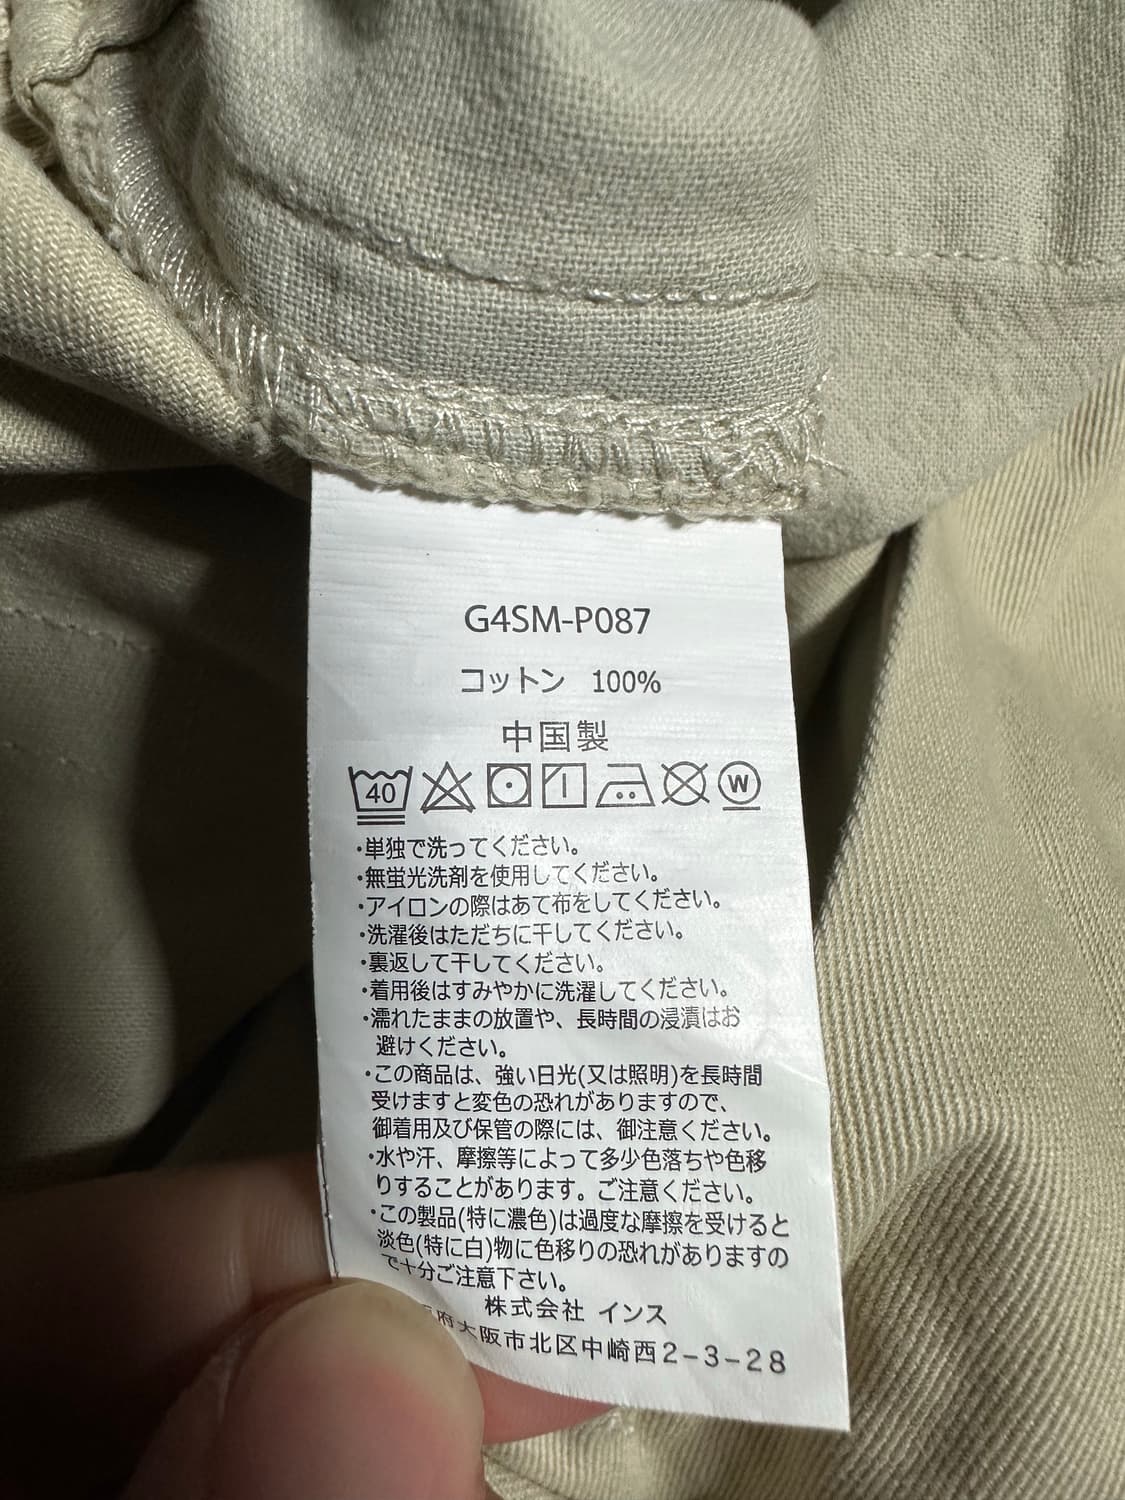 G4SM-P087
コットン 100%
中国製
40 W
・単独で洗ってください。
・無蛍光洗剤を使用してください。
・アイロンの際はあて布をしてください。
・洗濯後はただちに干してください。
・裏返して干してください。
・着用後はすみやかに洗濯してください。
・濡れたままの放置や、長時間の浸漬はお
避けください。
・この商品は、強い日光(又は照明)を長時間
受けますと変色の恐れがありますので、
御着用及び保管の際には、御注意ください。
・水や汗、摩擦等によって多少色落ちや色移
りすることがあります。ご注意ください。
・この製品(特に濃色)は過度な摩擦を受けると
淡色(特に白)物に色移りの恐れがありますの
で十分ご注意下さい。
株式会社 インス
府大阪市北区中崎西2-3-28